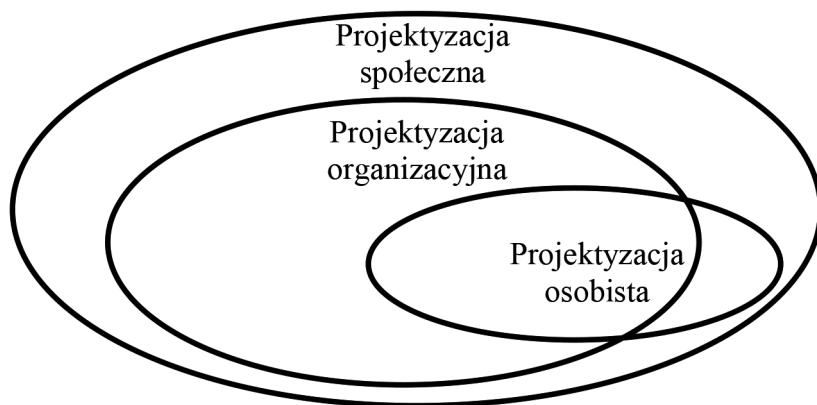 Projektyzacja
społeczna
Projektyzacja
organizacyjna
Projektyzacja
osobista